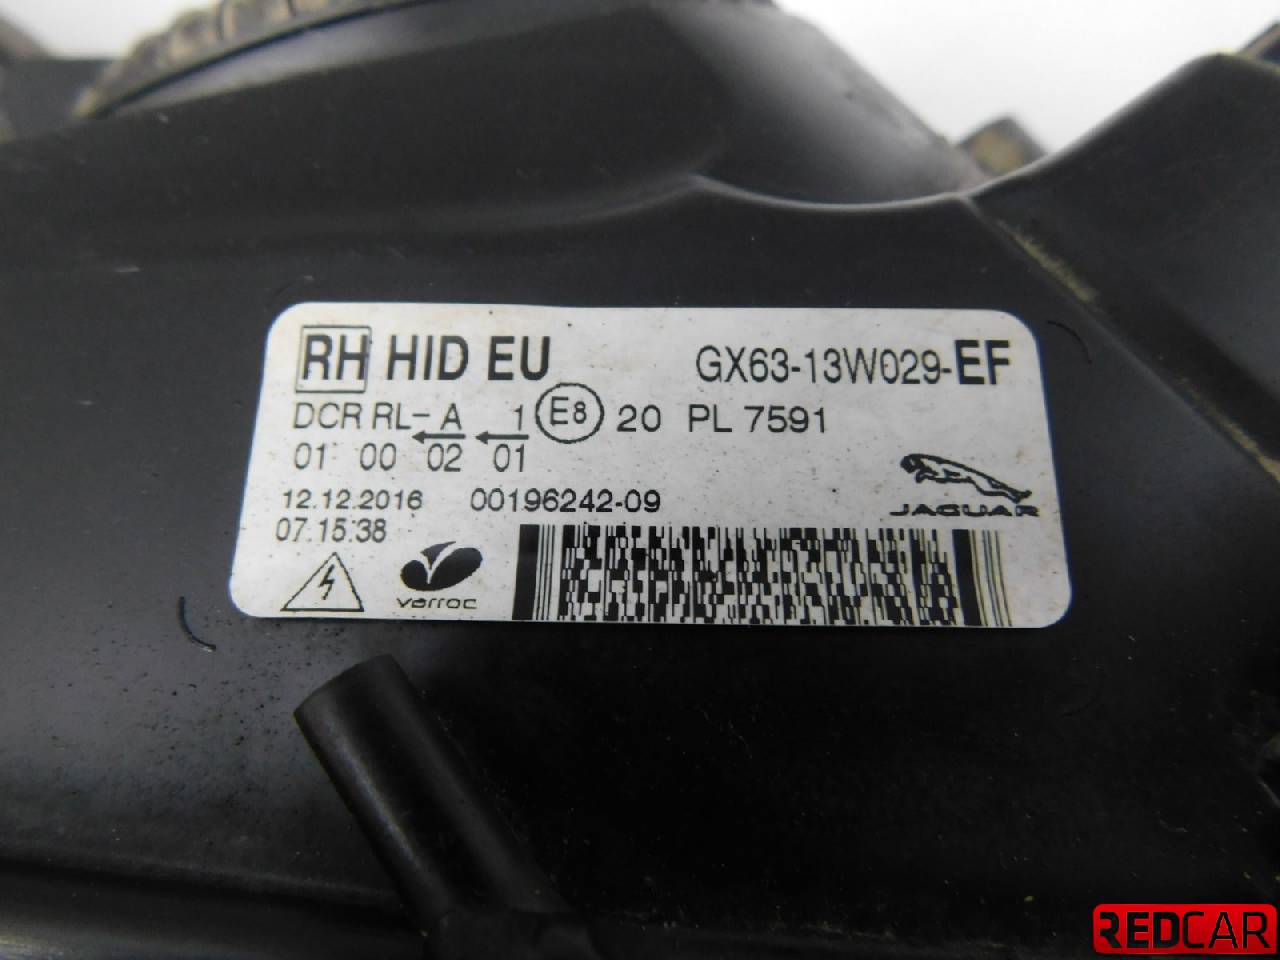 RH HID EU GX63-13W029-EF
DCR RL- A 1 E8 20 PL 7591
01 00 02 01
JAGUAR
12.12.2016 00196242-09
07.15.38
varroc
REDCAR